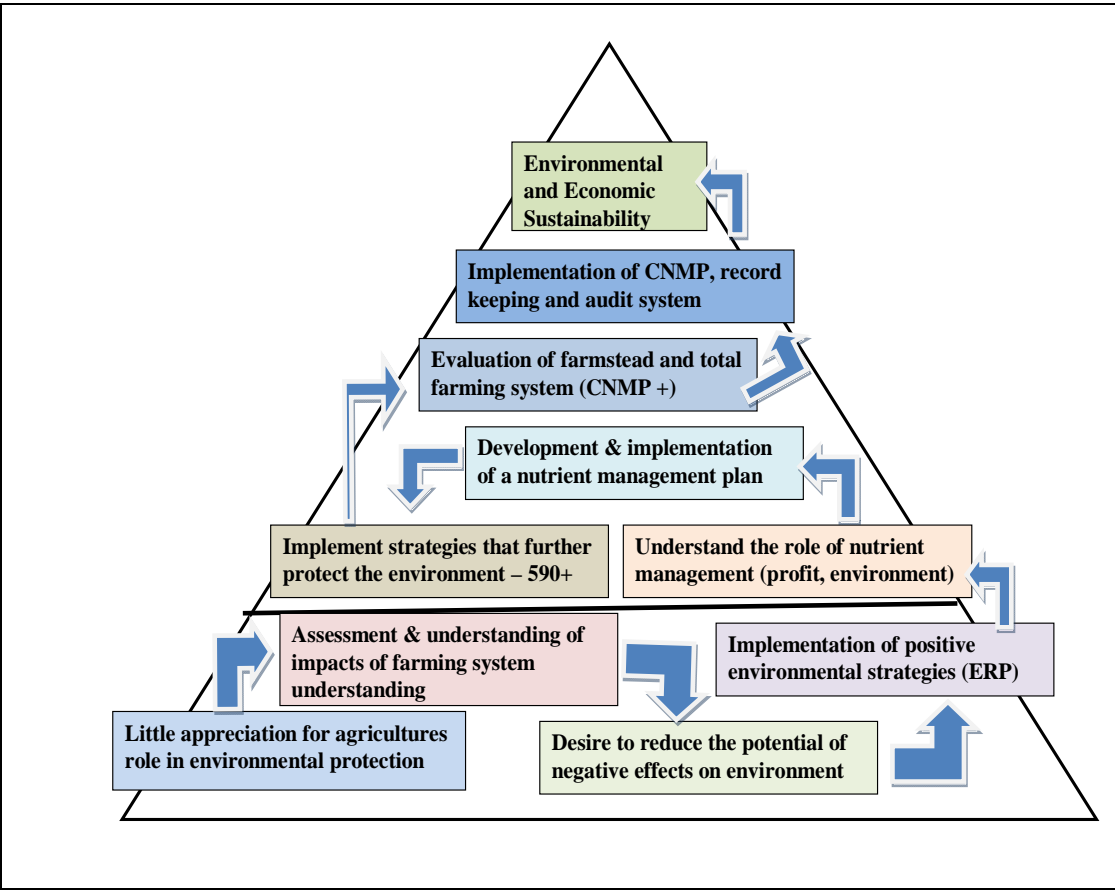 Environmental
and Economic
Sustainability
Implementation of CNMP, record
keeping and audit system
Evaluation of farmstead and total
farming system (CNMP +)
Development & implementation
of a nutrient management plan
Implement strategies that further
protect the environment – 590+
Understand the role of nutrient
management (profit, environment)
Assessment & understanding of
impacts of farming system
understanding
Implementation of positive
environmental strategies (ERP)
Little appreciation for agricultures
role in environmental protection
Desire to reduce the potential of
negative effects on environment